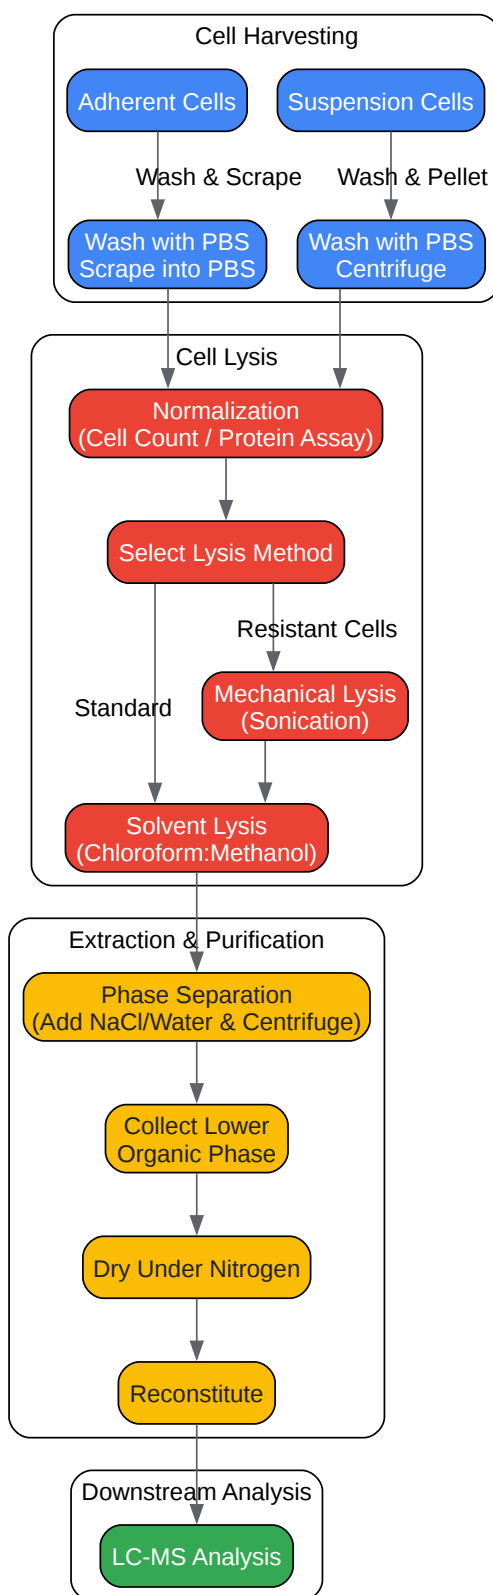 Cell Harvesting
Adherent Cells
Suspension Cells
Wash & Scrape
Wash & Pellet
Wash with PBS
Scrape into PBS
Wash with PBS
Centrifuge
Cell Lysis
Normalization
(Cell Count / Protein Assay)
Select Lysis Method
Resistant Cells
Mechanical Lysis
(Sonication)
Standard
Solvent Lysis
(Chloroform:Methanol)
Extraction & Purification
Phase Separation
(Add NaCl/Water & Centrifuge)
Collect Lower
Organic Phase
Dry Under Nitrogen
Reconstitute
Downstream Analysis
LC-MS Analysis